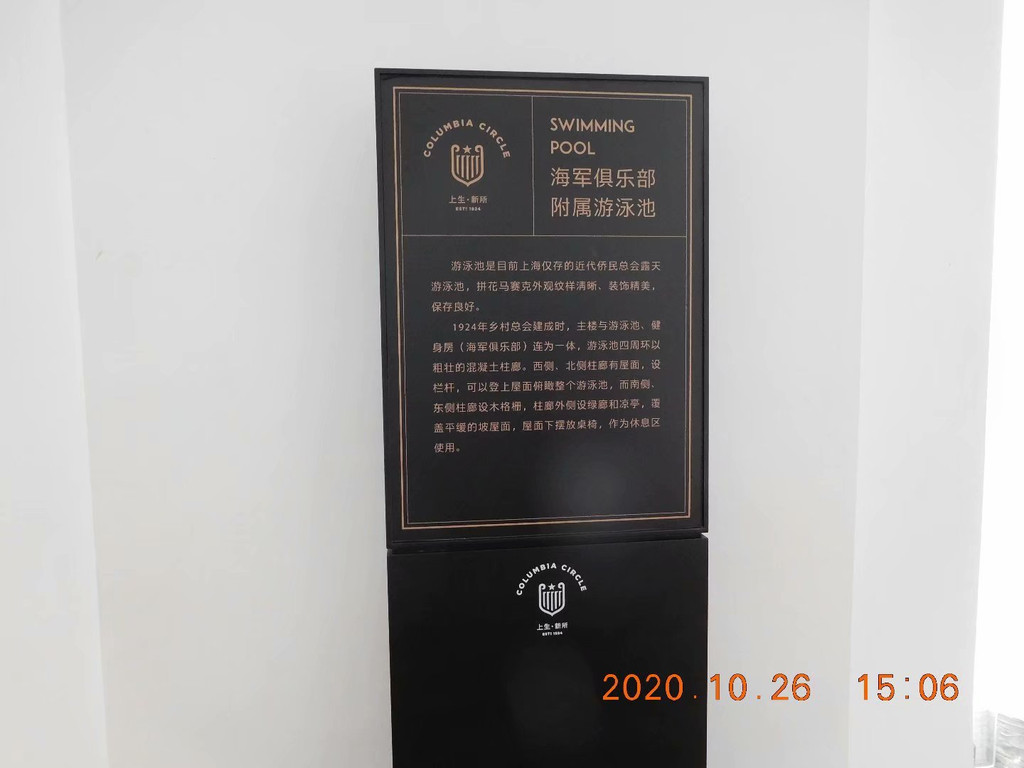 COLUMBIA CIRCLE
上生·新所
ESTD 1924
SWIMMING
POOL
海军俱乐部
附属游泳池
游泳池是目前上海仅存的近代侨民总会露天
游泳池，拼花马赛克外观纹样清晰、装饰精美，
保存良好。
1924年乡村总会建成时，主楼与游泳池、健
身房（海军俱乐部）连为一体，游泳池四周环以
粗壮的混凝土柱廊。西侧、北侧柱廊有屋面，设
栏杆，可以登上屋面俯瞰整个游泳池，而南侧、
东侧柱廊设木格栅，柱廊外侧设绿廊和凉亭，覆
盖平缓的坡屋面，屋面下摆放桌椅，作为休息区
使用。
COLUMBIA CIRCLE
上生·新所
ESTD 1924
2020.10.26 15:06